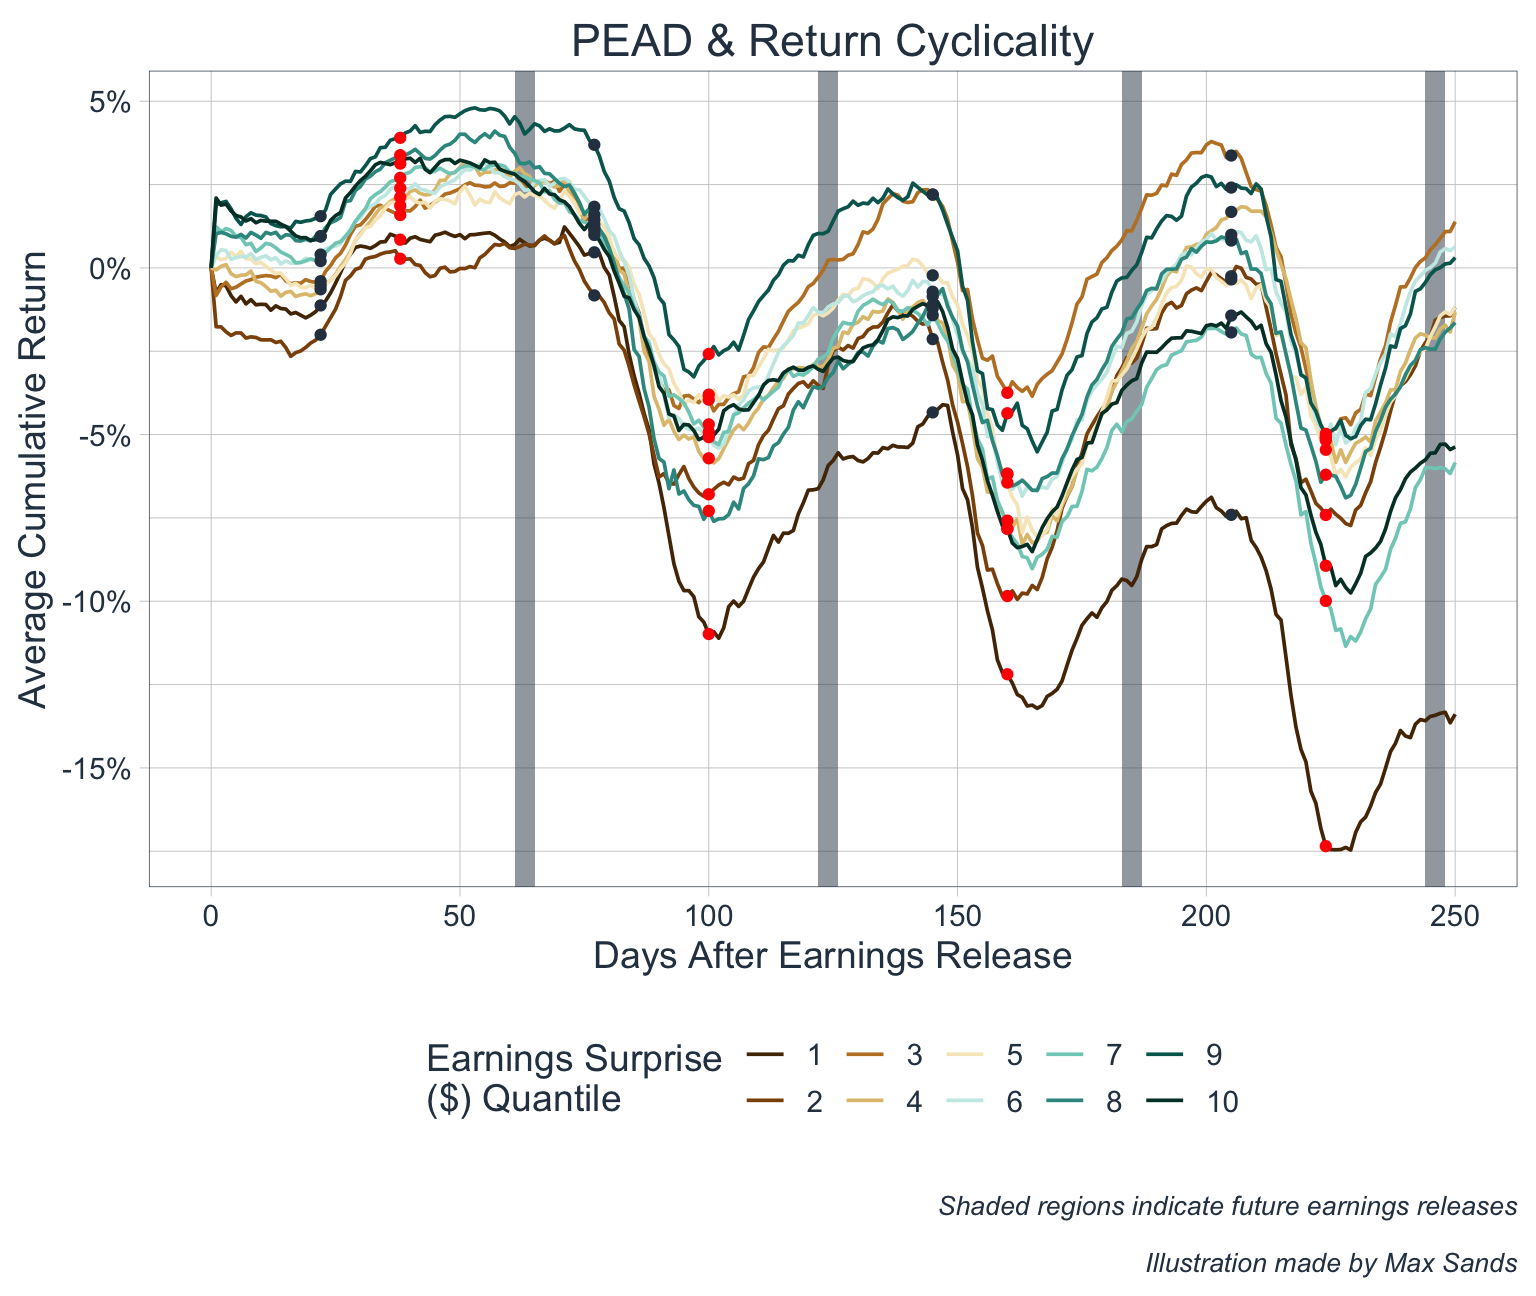 PEAD & Return Cyclicality
Average Cumulative Return
5%
0%
-5%
-10%
-15%
0 50 100 150 200 250
Days After Earnings Release
Earnings Surprise
($) Quantile
1 3 5 7 9
2 4 6 8 10
Shaded regions indicate future earnings releases
Illustration made by Max Sands